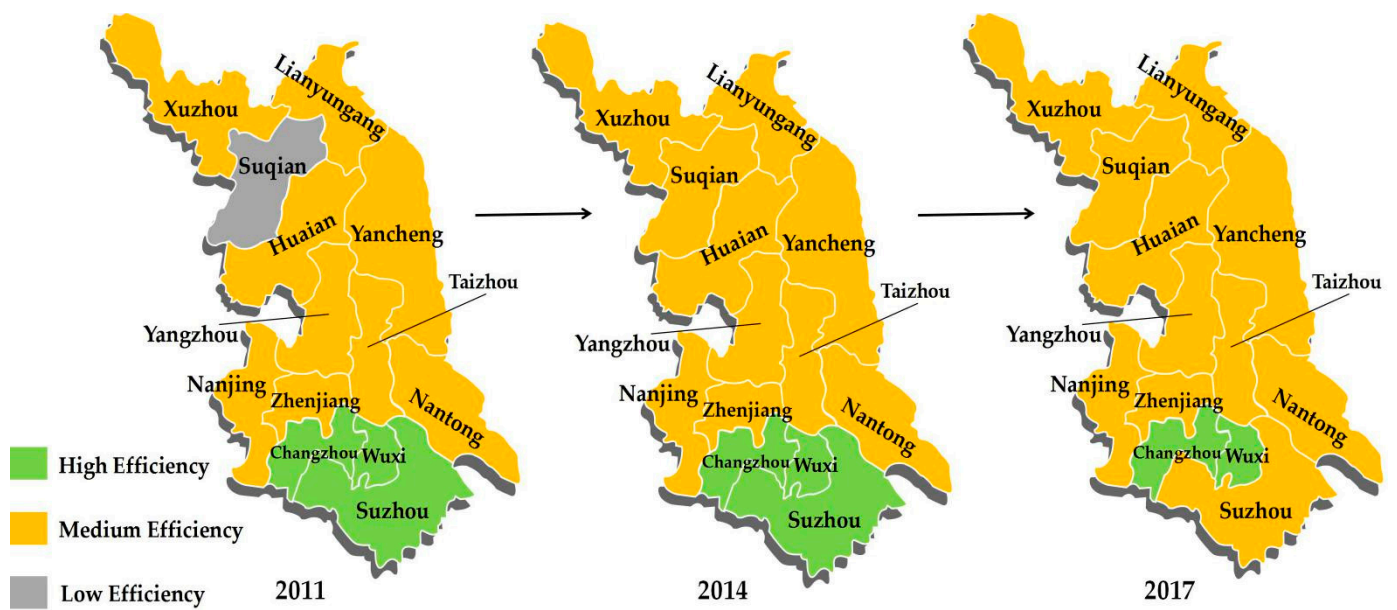 Xuzhou
Lianyungang
Suqian
Huaian
Yancheng
Taizhou
Yangzhou
Nanjing
Zhenjiang
Nantong
Changzhou
Wuxi
Suzhou
2011
Xuzhou
Lianyungang
Suqian
Huaian
Yancheng
Taizhou
Yangzhou
Nanjing
Zhenjiang
Nantong
Changzhou
Wuxi
Suzhou
2014
Xuzhou
Lianyungang
Suqian
Huaian
Yancheng
Taizhou
Yangzhou
Nanjing
Zhenjiang
Nantong
Changzhou
Wuxi
Suzhou
2017
High Efficiency
Medium Efficiency
Low Efficiency